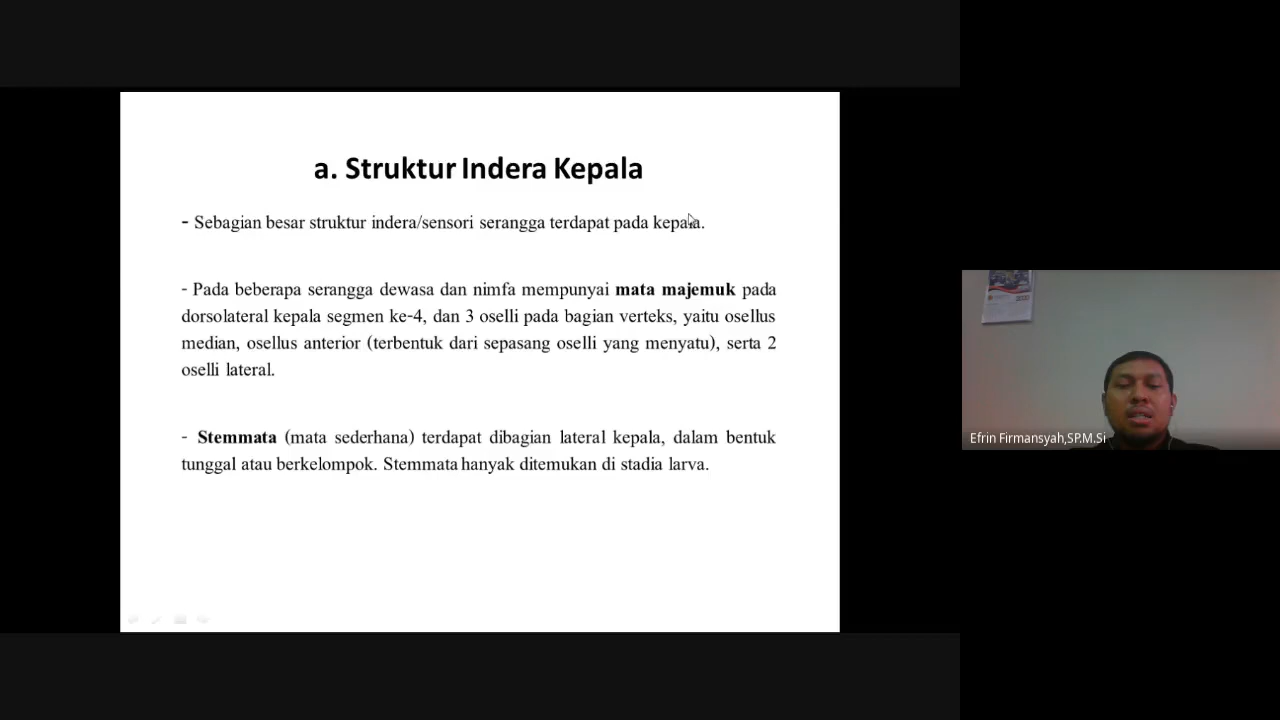 a. Struktur Indera Kepala
- Sebagian besar struktur indera/sensori serangga terdapat pada kepala.
- Pada beberapa serangga dewasa dan nimfa mempunyai mata majemuk pada
dorsolateral kepala segmen ke-4, dan 3 oselli pada bagian verteks, yaitu osellus
median, osellus anterior (terbentuk dari sepasang oselli yang menyatu), serta 2
oselli lateral.
- Stemmata (mata sederhana) terdapat dibagian lateral kepala, dalam bentuk
tunggal atau berkelompok. Stemmata hanyak ditemukan di stadia larva.
Efrin Firmansyah,SP.M.Si